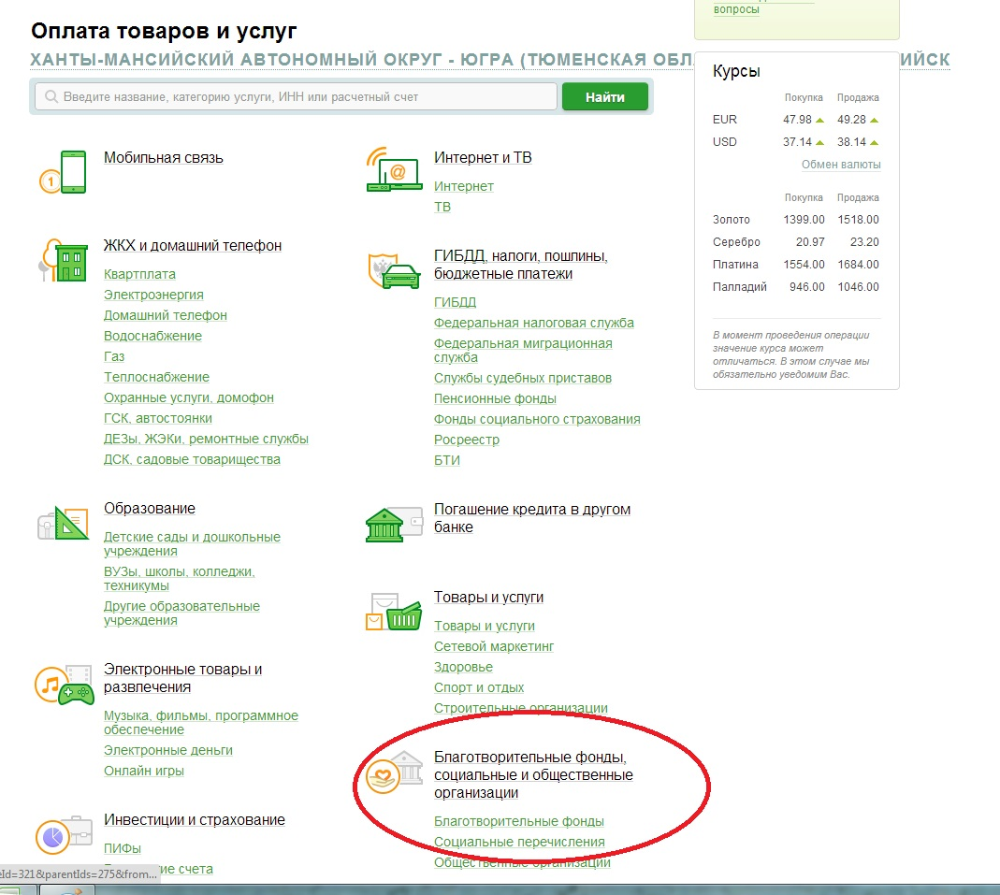 вопросы
Оплата товаров и услуг
ХАНТЫ-МАНСИЙСКИЙ АВТОНОМНЫЙ ОКРУГ - ЮГРА (ТЮМЕНСКАЯ ОБЛ
ИЙСК
Введите название, категорию услуги, ИНН или расчетный счет
Найти
Мобильная связь
ЖКХ и домашний телефон
Квартплата
Электроэнергия
Домашний телефон
Водоснабжение
Газ
Теплоснабжение
Охранные услуги, домофон
ГСК, автостоянки
ДЕЗы, ЖЭКи, ремонтные службы
ДСК, садовые товарищества
Образование
Детские сады и дошкольные
учреждения
ВУЗы, школы, колледжи,
техникумы
Другие образовательные
учреждения
Электронные товары и
развлечения
Музыка, фильмы, программное
обеспечение
Электронные деньги
Онлайн игры
Инвестиции и страхование
ПИФы
ие счета
eId=321&parentIds=275&from...
Интернет и ТВ
Интернет
ТВ
ГИБДД, налоги, пошлины,
бюджетные платежи
ГИБДД
Федеральная налоговая служба
Федеральная миграционная
служба
Службы судебных приставов
Пенсионные фонды
Фонды социального страхования
Росреестр
БТИ
Погашение кредита в другом
банке
Товары и услуги
Товары и услуги
Сетевой маркетинг
Здоровье
Спорт и отдых
Строительные организации
Благотворительные фонды,
социальные и общественные
организации
Благотворительные фонды
Социальные перечисления
Общественные организации
Курсы
Покупка Продажа
EUR 47.98 49.28
USD 37.14 38.14
Обмен валюты
Покупка Продажа
Золото 1399.00 1518.00
Серебро 20.97 23.20
Платина 1554.00 1684.00
Палладий 946.00 1046.00
В момент проведения операции
значение курса может
отличаться. В этом случае мы
обязательно уведомим Вас.